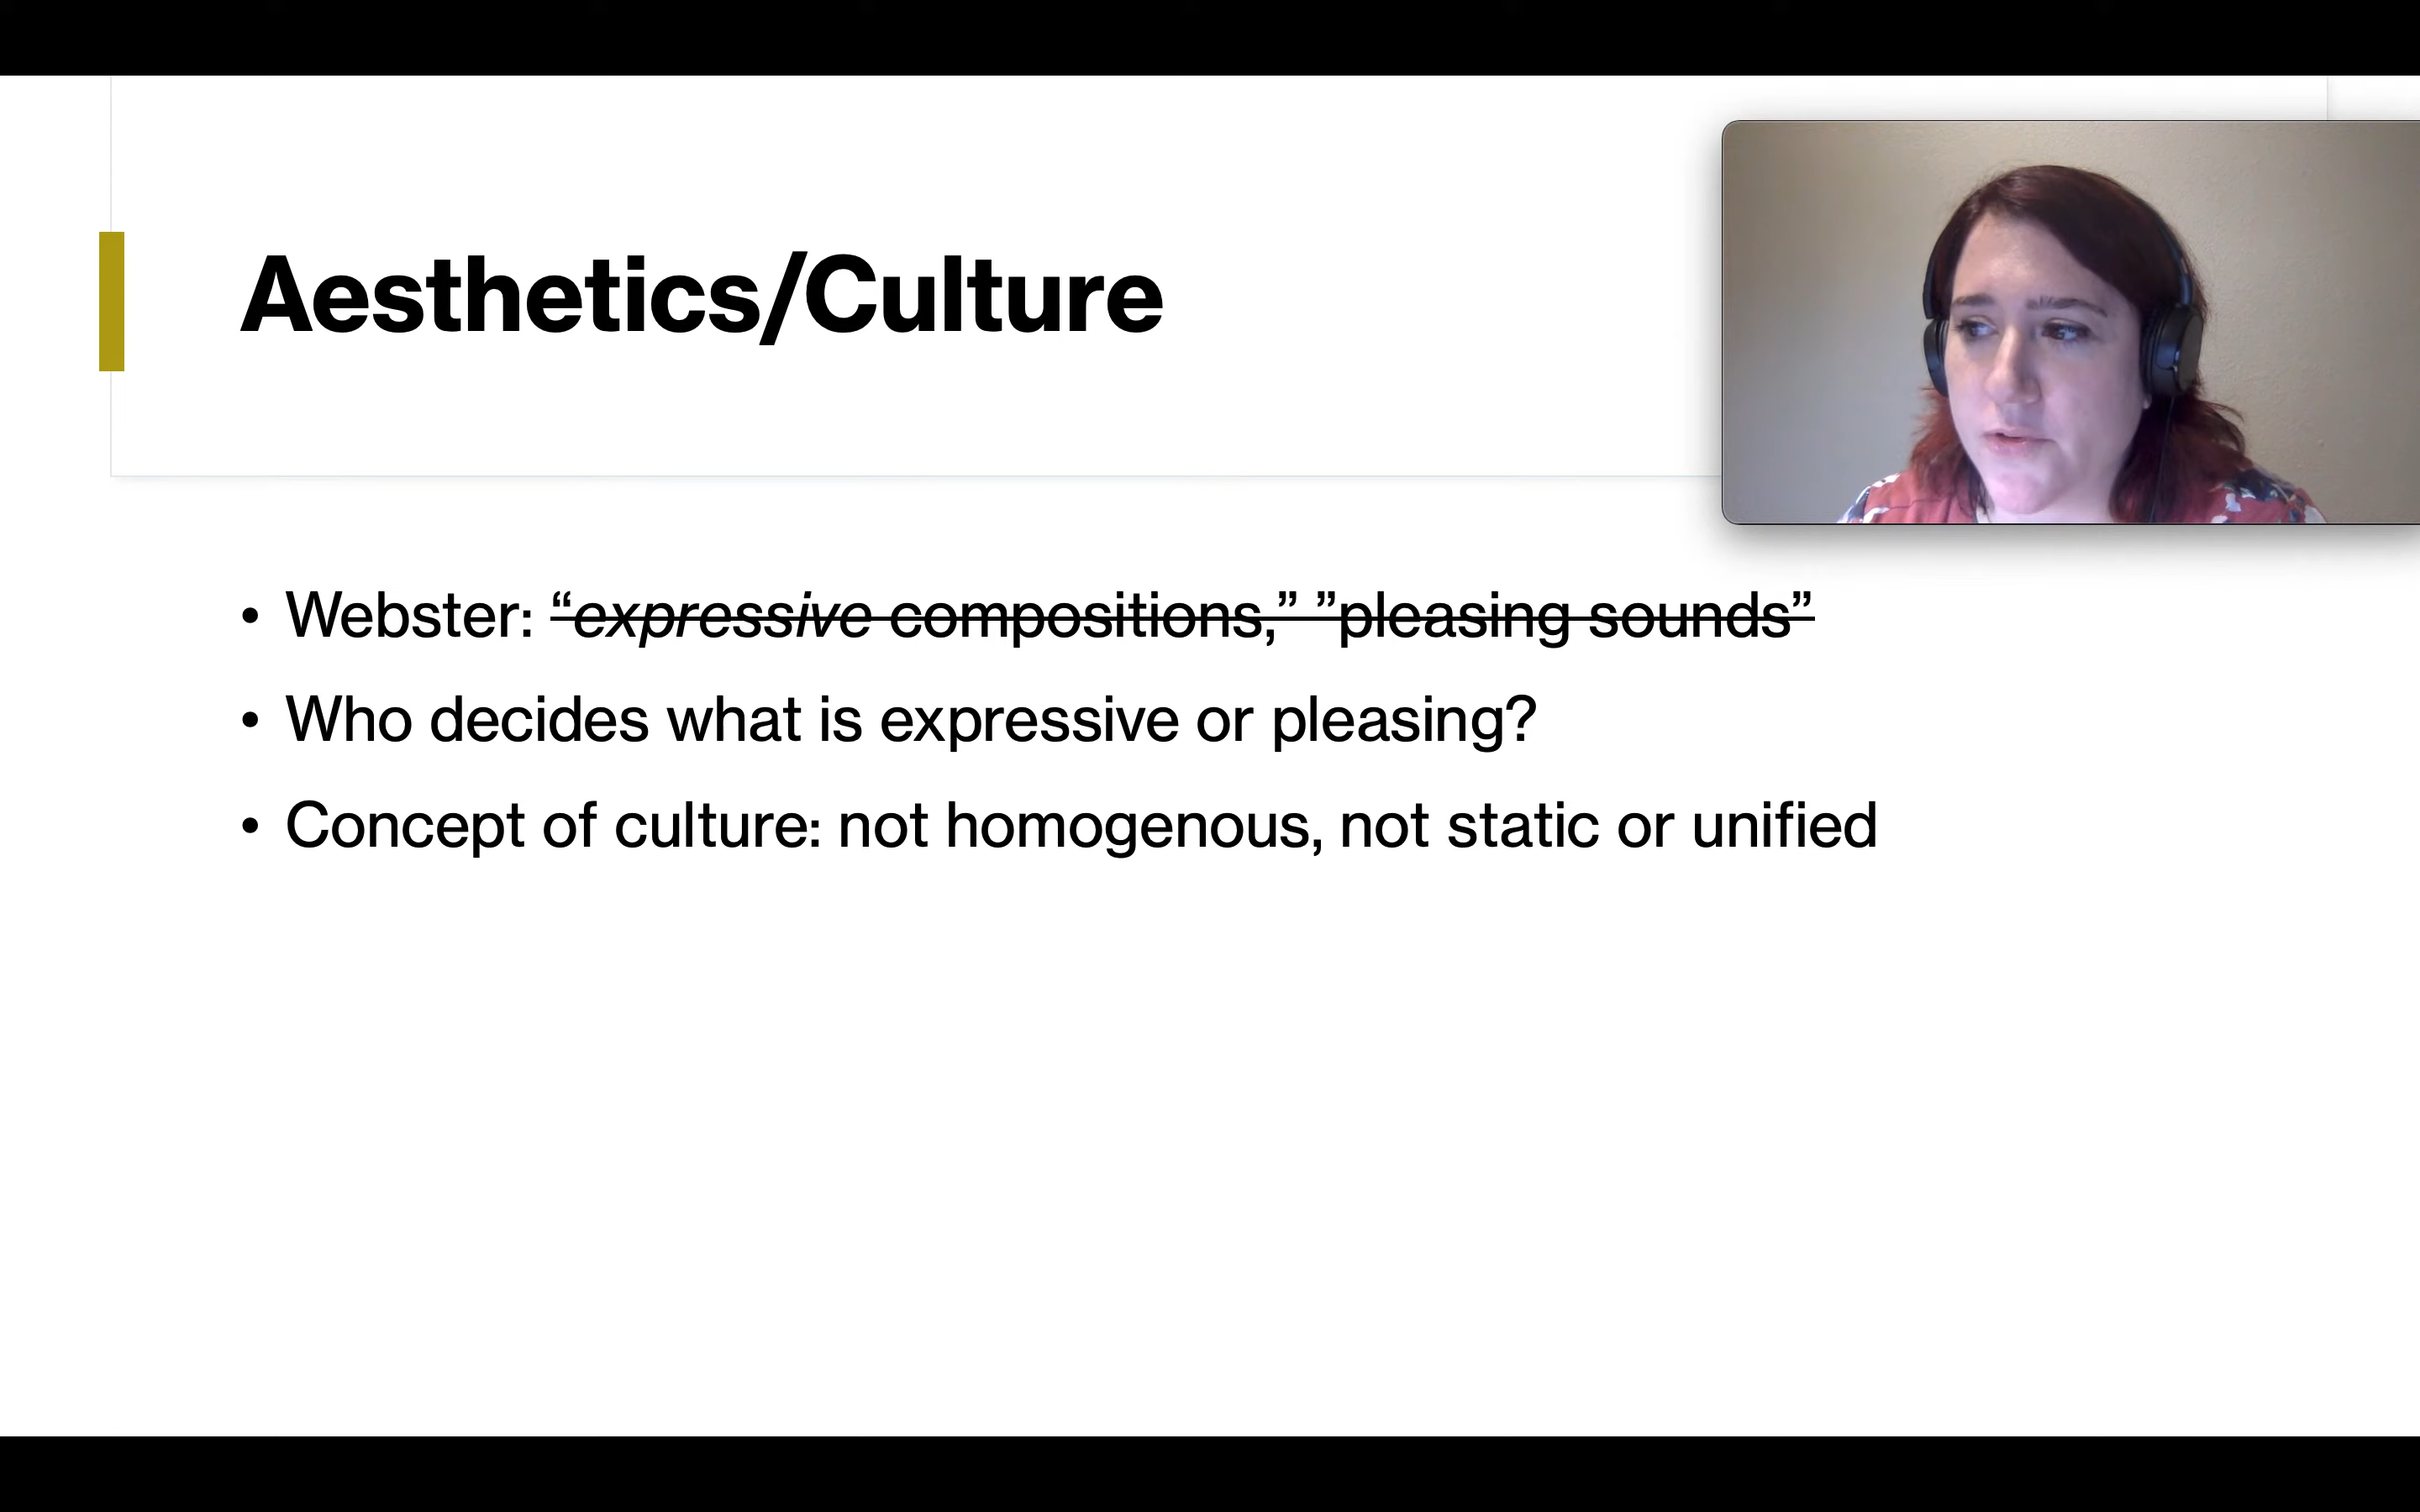 Aesthetics/Culture
• Webster: “expressive compositions,” ”pleasing sounds”
• Who decides what is expressive or pleasing?
• Concept of culture: not homogenous, not static or unified